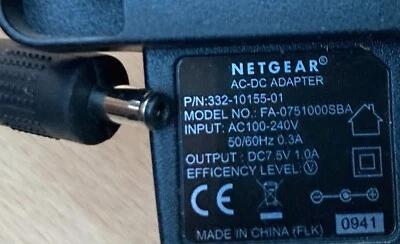 NETGEAR®
AC-DC ADAPTER
P/N:332-10155-01
MODEL NO.: FA-0751000SBA
INPUT: AC100-240V
50/60Hz 0.3A
OUTPUT : DC7.5V 1.0A
EFFICENCY LEVEL: V
CE
MADE IN CHINA (FLK)
0941